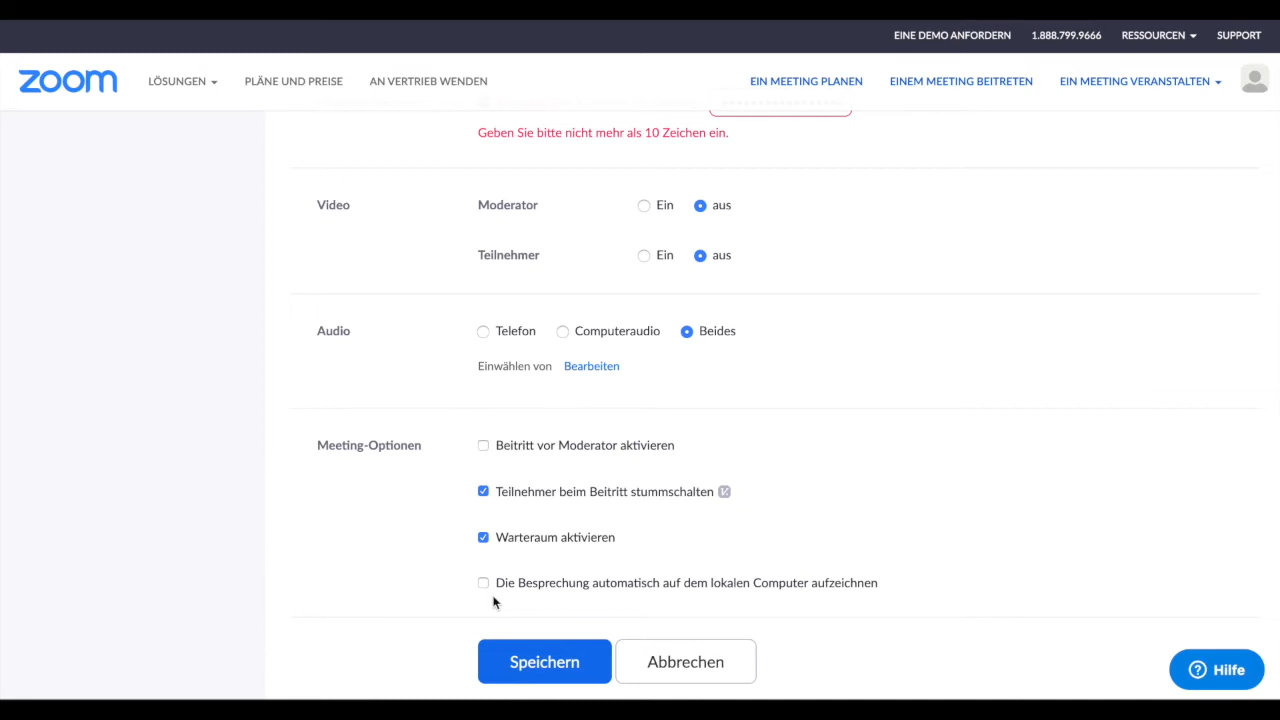 EINE DEMO ANFORDERN 1.888.799.9666 RESSOURCEN SUPPORT
zoom LÖSUNGEN PLÄNE UND PREISE AN VERTRIEB WENDEN EIN MEETING PLANEN EINEM MEETING BEITRETEN EIN MEETING VERANSTALTEN
Geben Sie bitte nicht mehr als 10 Zeichen ein.
Video Moderator Ein aus
Teilnehmer Ein aus
Audio Telefon Computeraudio Beides
Einwählen von Bearbeiten
Meeting-Optionen Beitritt vor Moderator aktivieren
Teilnehmer beim Beitritt stummschalten
Warteraum aktivieren
Die Besprechung automatisch auf dem lokalen Computer aufzeichnen
Speichern Abbrechen
Hilfe